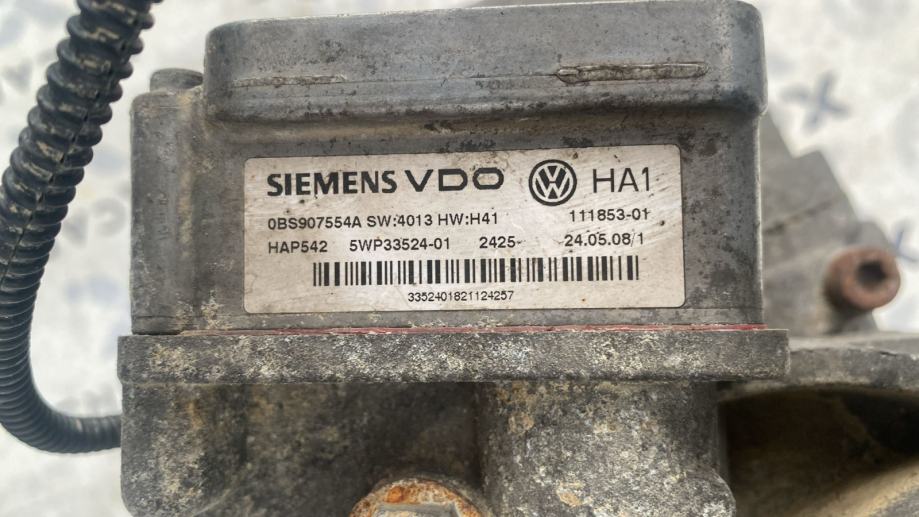 SIEMENS VDO VW HA1
0BS907554A SW:4013 HW:H41 111853-01
HAP542 5WP33524-01 2425- 24.05.08/1
3352401821124257